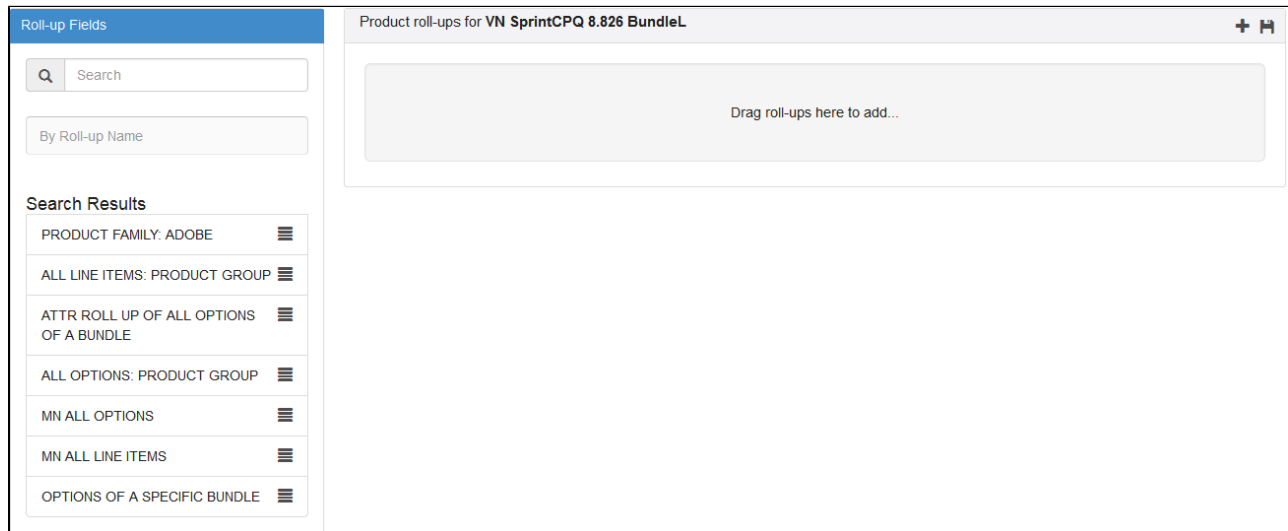 Roll-up Fields
Search
By Roll-up Name
Search Results
PRODUCT FAMILY: ADOBE
ALL LINE ITEMS: PRODUCT GROUP
ATTR ROLL UP OF ALL OPTIONS
OF A BUNDLE
ALL OPTIONS: PRODUCT GROUP
MN ALL OPTIONS
MN ALL LINE ITEMS
OPTIONS OF A SPECIFIC BUNDLE
Product roll-ups for VN SprintCPQ 8.826 BundleL
Drag roll-ups here to add...